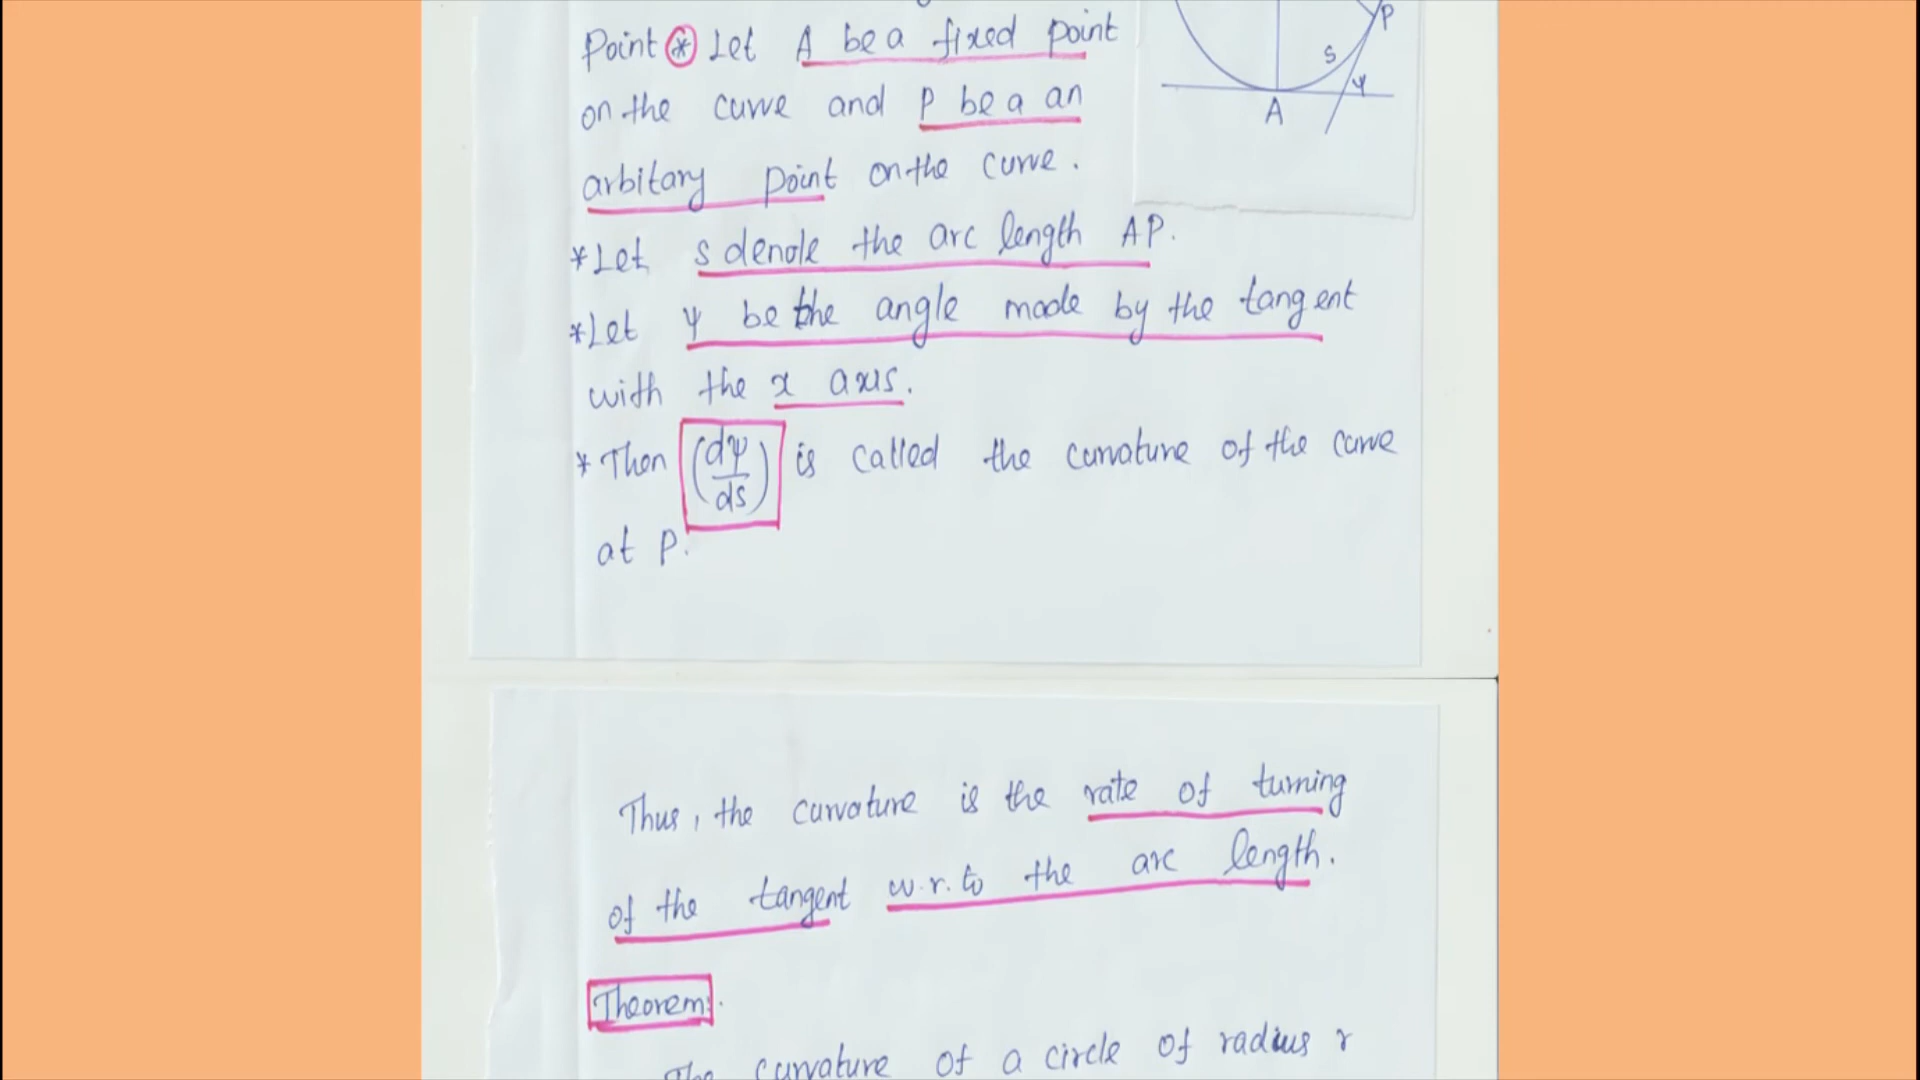 Point * Let A be a fixed point
on the curve and P be a an
arbitary point on the curve.
* Let s denote the arc length AP.
* Let ψ be the angle made by the tangent
with the x axis.
* Then (dψ/ds) is called the curvature of the curve
at P.
P
s
ψ
A
Thus, the curvature is the rate of turning
of the tangent w.r.to the arc length.
Theorem:
The curvature of a circle of radius r